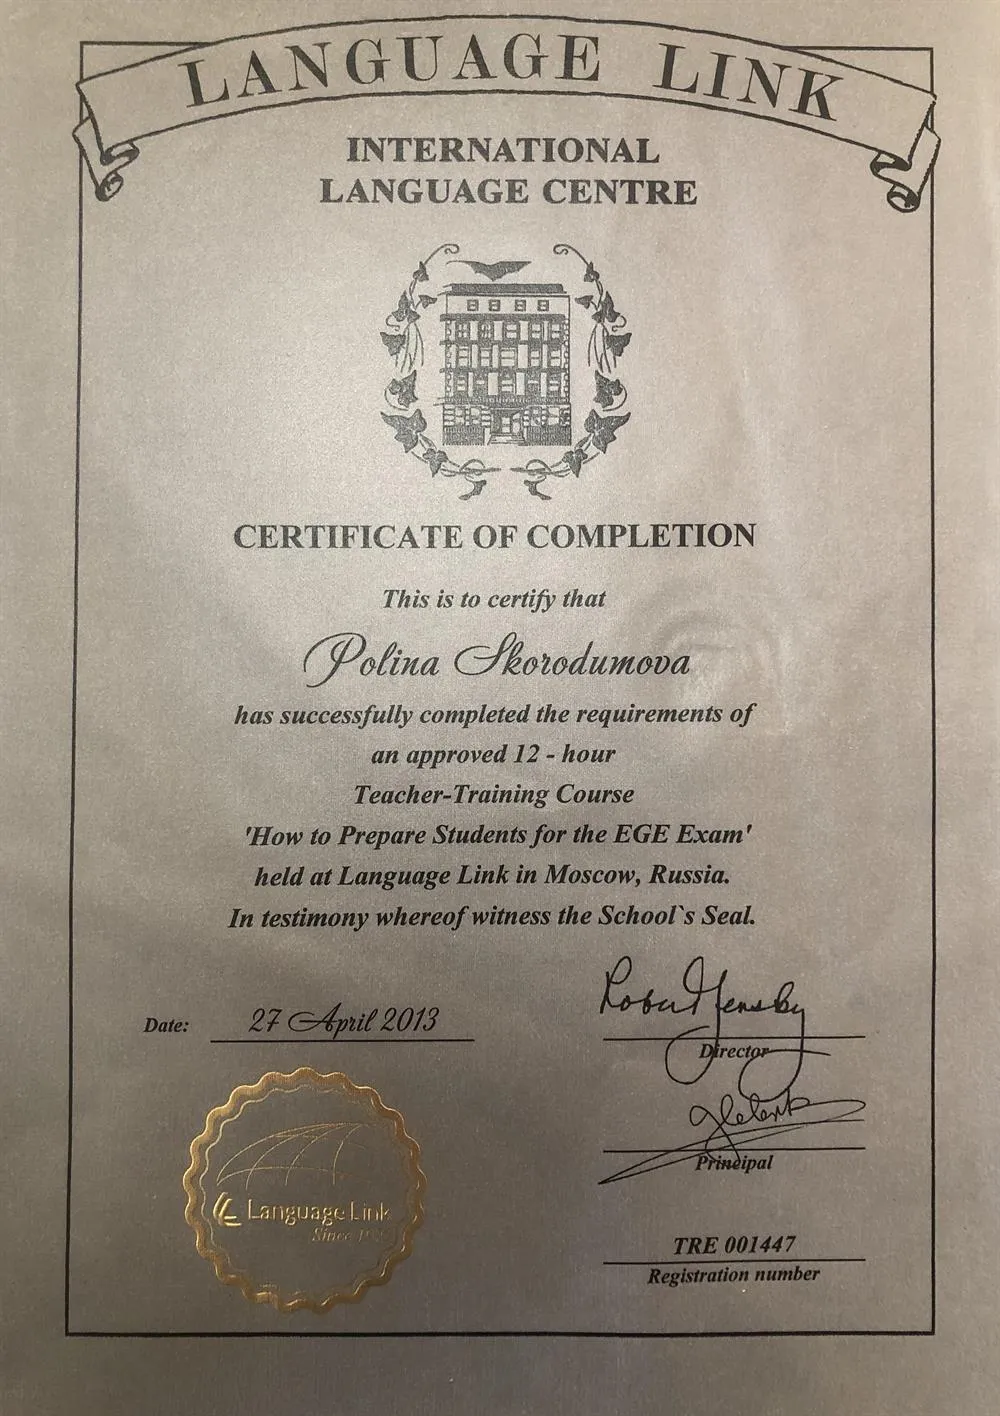 LANGUAGE LINK
INTERNATIONAL
LANGUAGE CENTRE
CERTIFICATE OF COMPLETION
This is to certify that
Polina Skorodumova
has successfully completed the requirements of
an approved 12 - hour
Teacher-Training Course
'How to Prepare Students for the EGE Exam'
held at Language Link in Moscow, Russia.
In testimony whereof witness the School`s Seal.
Date: 27 April 2013
Director
Principal
Language Link
Since
TRE 001447
Registration number